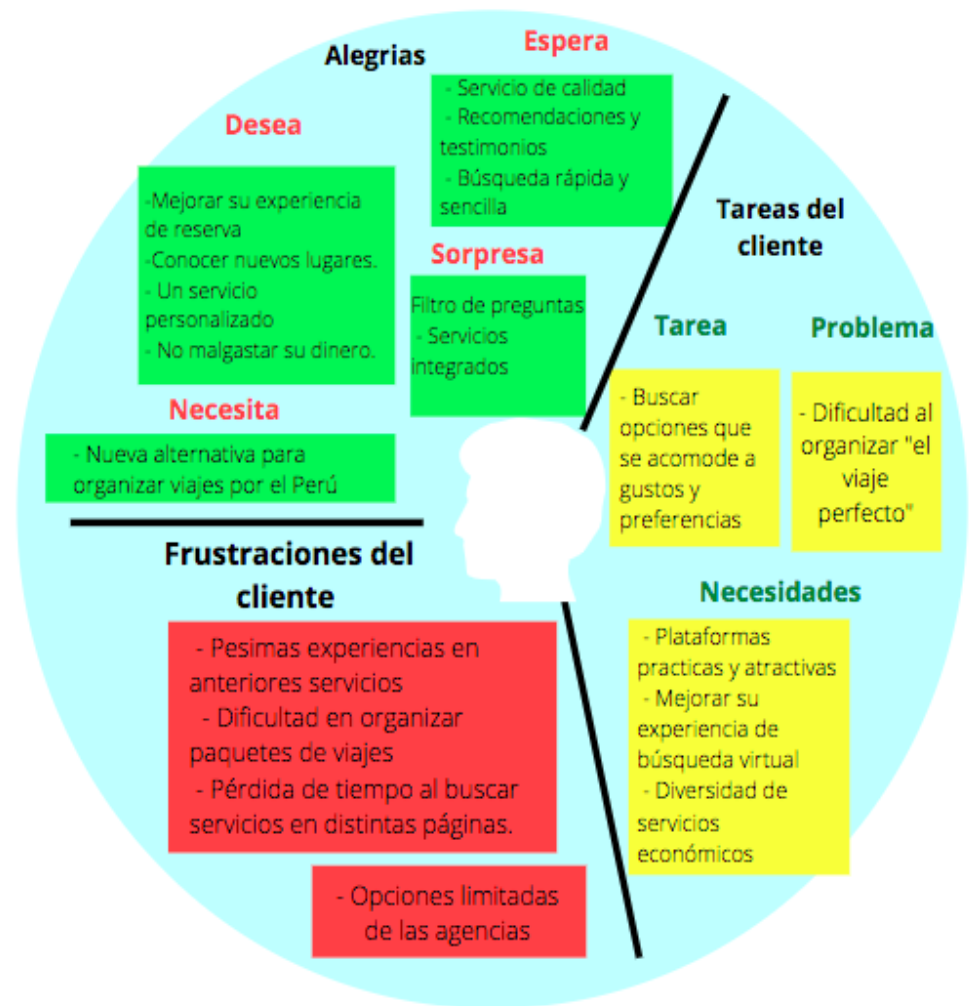 Alegrias
Espera
- Servicio de calidad
- Recomendaciones y
testimonios
- Búsqueda rápida y
sencilla
Desea
-Mejorar su experiencia
de reserva
-Conocer nuevos lugares.
- Un servicio
personalizado
- No malgastar su dinero.
Sorpresa
Filtro de preguntas
- Servicios
integrados
Necesita
- Nueva alternativa para
organizar viajes por el Perú
Tareas del
cliente
Tarea
- Buscar
opciones que
se acomode a
gustos y
preferencias
Problema
- Dificultad al
organizar "el
viaje
perfecto"
Necesidades
- Plataformas
practicas y atractivas
- Mejorar su
experiencia de
búsqueda virtual
- Diversidad de
servicios
económicos
Frustraciones del
cliente
- Pesimas experiencias en
anteriores servicios
- Dificultad en organizar
paquetes de viajes
- Pérdida de tiempo al buscar
servicios en distintas páginas.
- Opciones limitadas
de las agencias